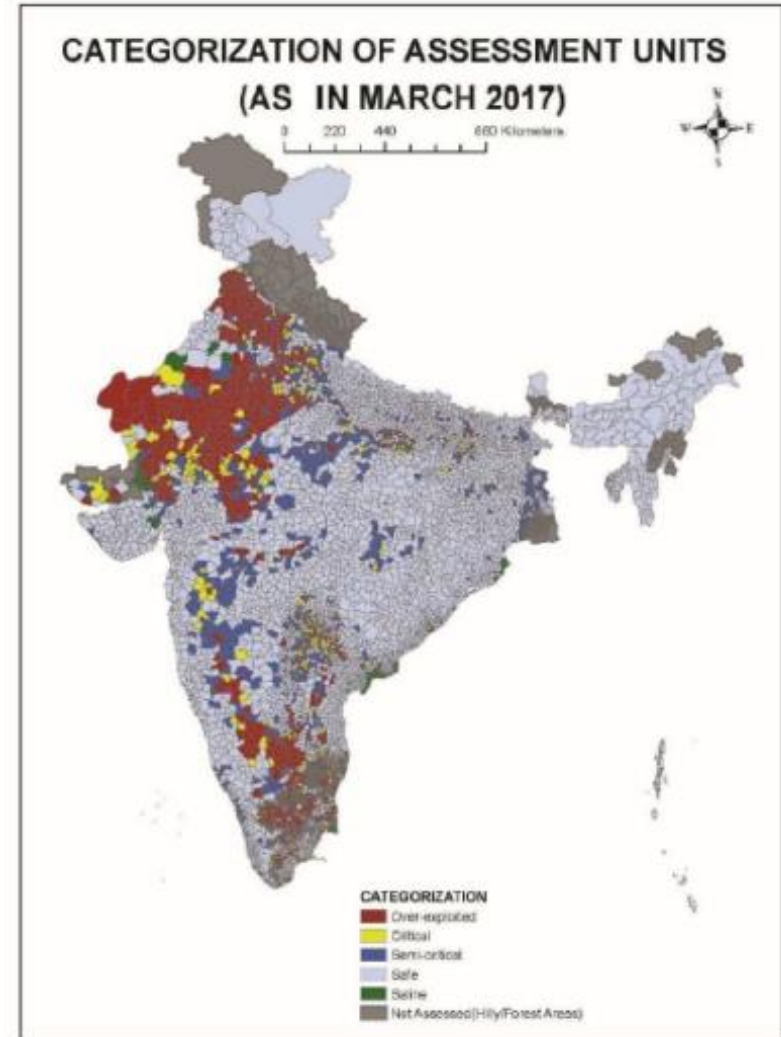 CATEGORIZATION OF ASSESSMENT UNITS
(AS IN MARCH 2017)
N
0 220 440 660 Kilometers
W E
S
CATEGORIZATION
Over-exploited
Critical
Semi-critical
Safe
Saline
Not Assessed(Hilly/Forest Areas)